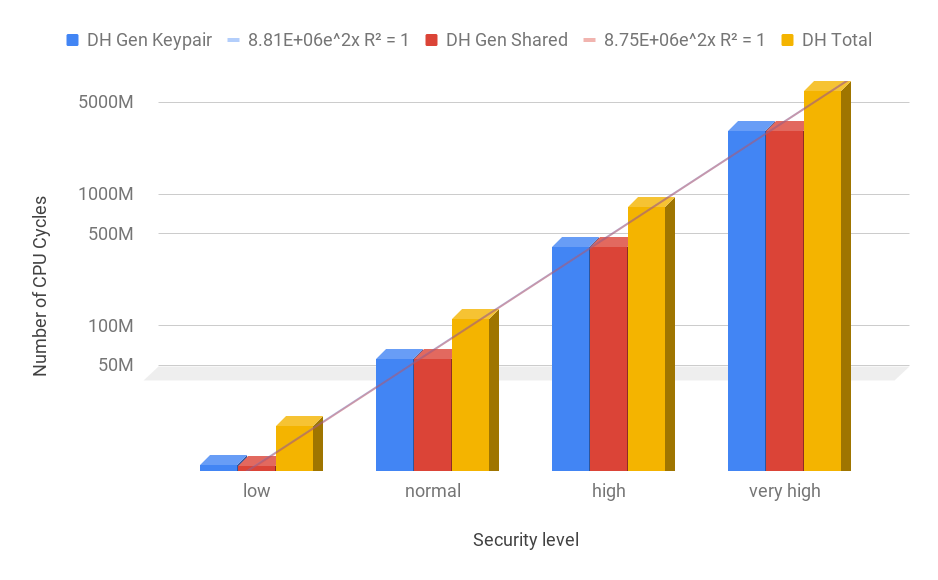 DH Gen Keypair 8.81E+06e^2x R² = 1 DH Gen Shared 8.75E+06e^2x R² = 1 DH Total
5000M
1000M
500M
100M
50M
Number of CPU Cycles
low normal high very high
Security level